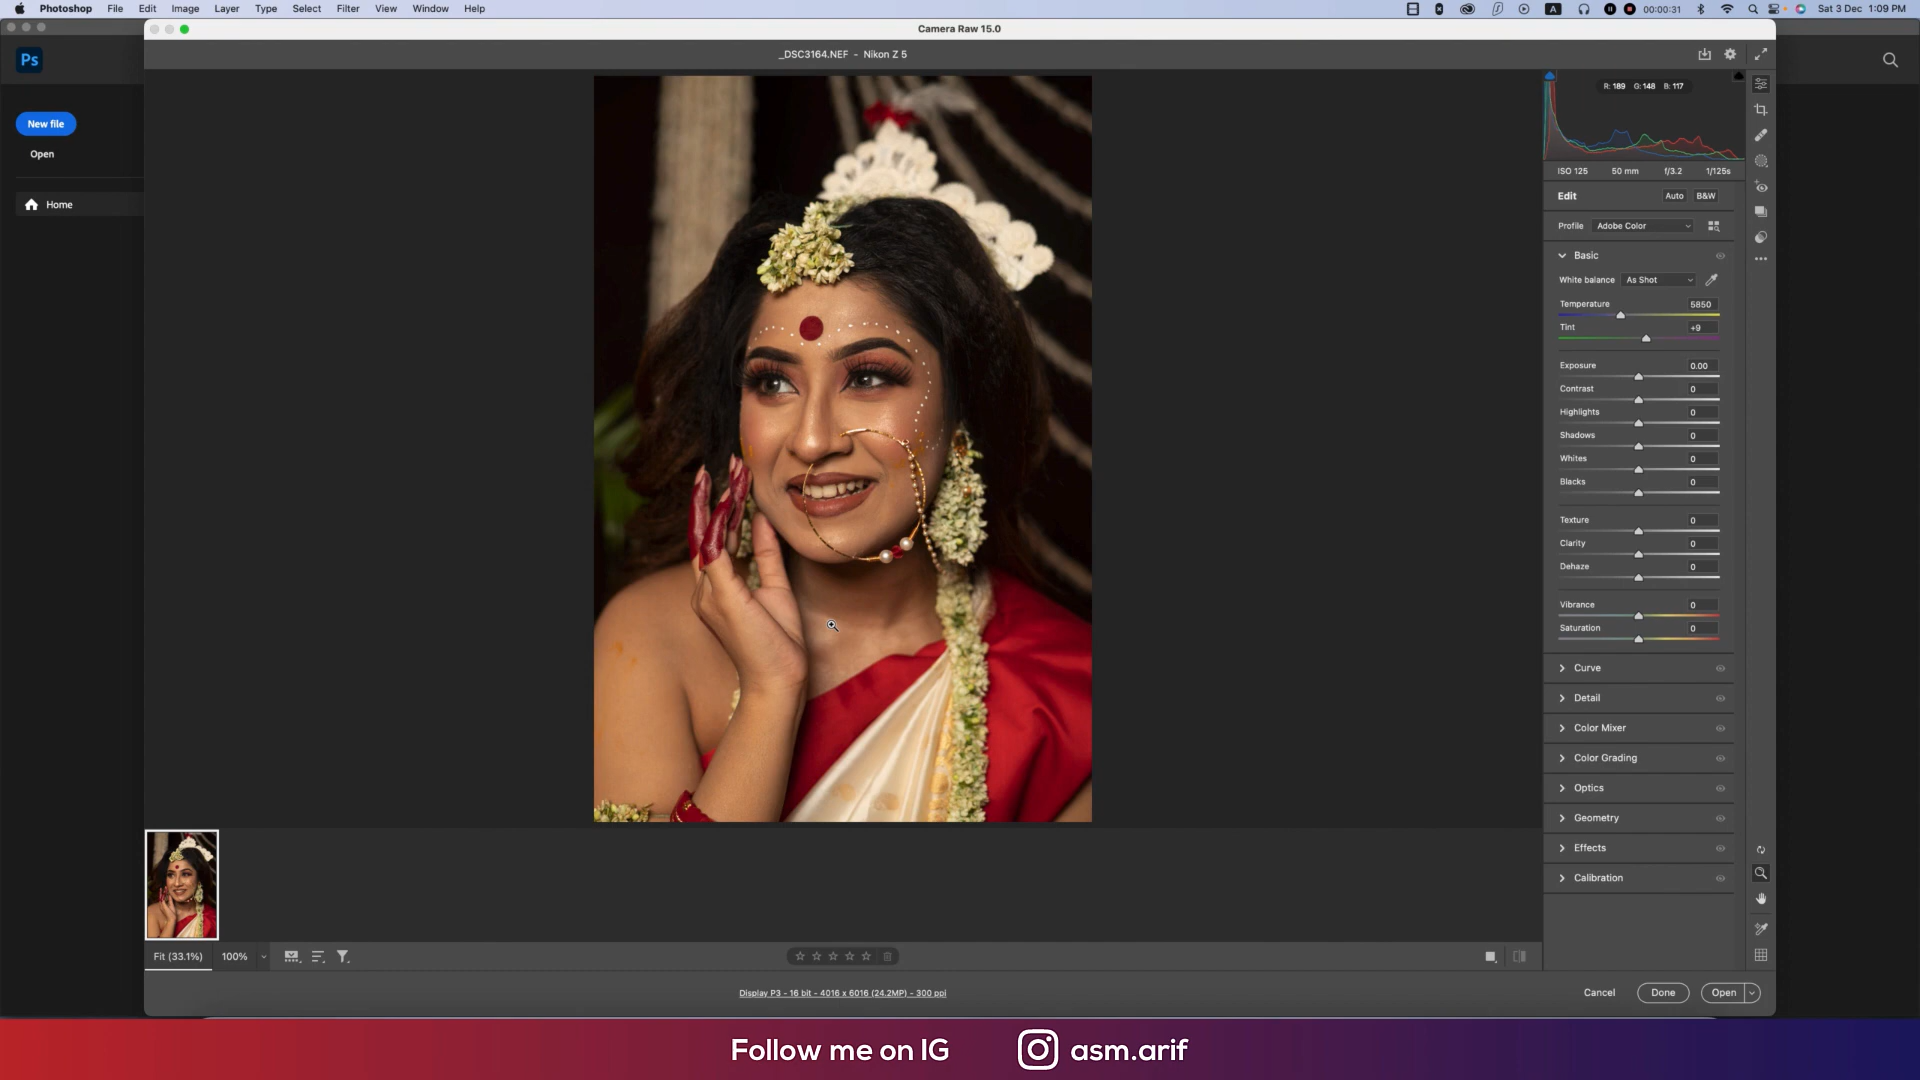 Photoshop File Edit Image Layer Type Select Filter View Window Help
A 00:00:31 Sat 3 Dec 1:09 PM
Camera Raw 15.0
_DSC3164.NEF - Nikon Z 5
Ps
New file
Open
Home
R: 189 G: 148 B: 117
ISO 125 50 mm f/3.2 1/125s
Edit Auto B&W
Profile Adobe Color
Basic
White balance As Shot
Temperature 5850
Tint +9
Exposure 0.00
Contrast 0
Highlights 0
Shadows 0
Whites 0
Blacks 0
Texture 0
Clarity 0
Dehaze 0
Vibrance 0
Saturation 0
Curve
Detail
Color Mixer
Color Grading
Optics
Geometry
Effects
Calibration
Fit (33.1%) 100%
Display P3 - 16 bit - 4016 x 6016 (24.2MP) - 300 ppi
Cancel Done Open
Follow me on IG asm.arif